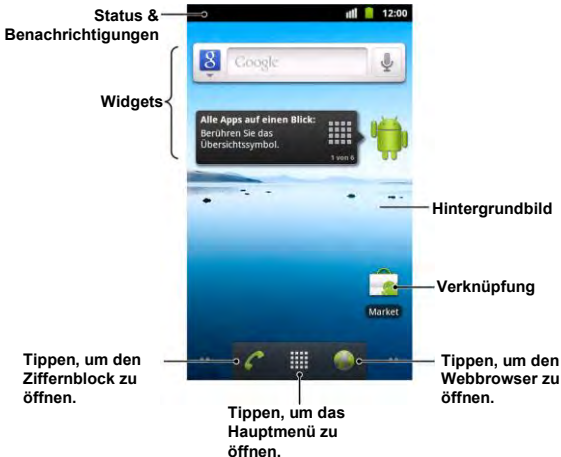 Status &
Benachrichtigungen
12:00
Google
Widgets
Alle Apps auf einen Blick:
Berühren Sie das
Übersichtssymbol.
1 von 6
Hintergrundbild
Verknüpfung
Market
Tippen, um den
Ziffernblock zu
öffnen.
Tippen, um das
Hauptmenü zu
öffnen.
Tippen, um den
Webbrowser zu
öffnen.